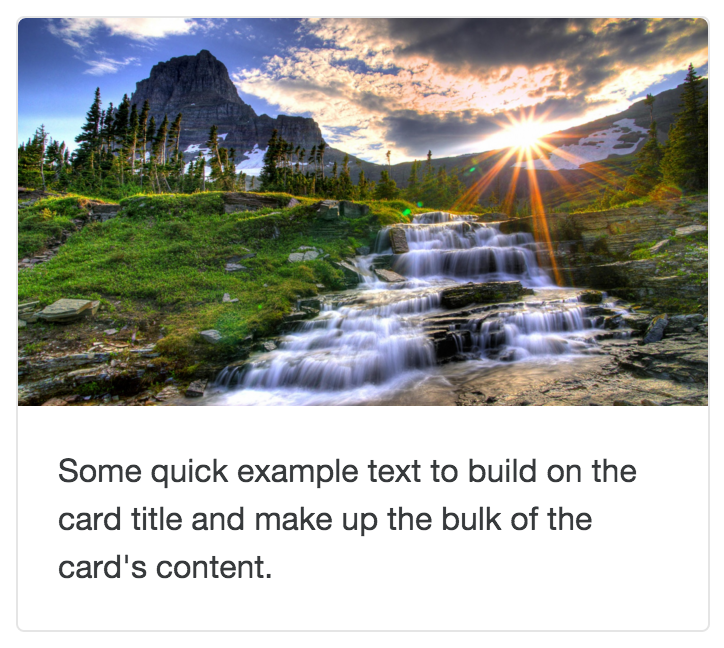 Some quick example text to build on the
card title and make up the bulk of the
card's content.